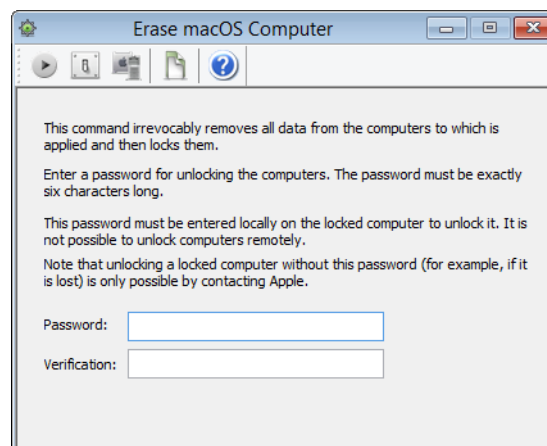 Erase macOS Computer
This command irrevocably removes all data from the computers to which is
applied and then locks them.
Enter a password for unlocking the computers. The password must be exactly
six characters long.
This password must be entered locally on the locked computer to unlock it. It is
not possible to unlock computers remotely.
Note that unlocking a locked computer without this password (for example, if it
is lost) is only possible by contacting Apple.
Password:
Verification: